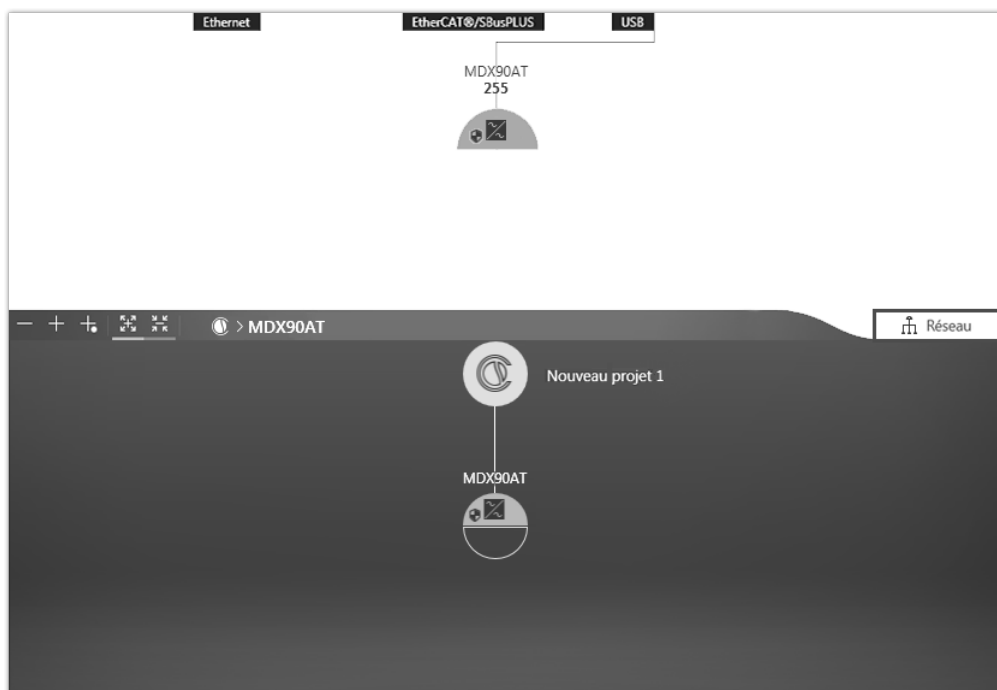 Ethernet
EtherCAT®/SBusPLUS
USB
MDX90AT
255
> MDX90AT
Réseau
Nouveau projet 1
MDX90AT